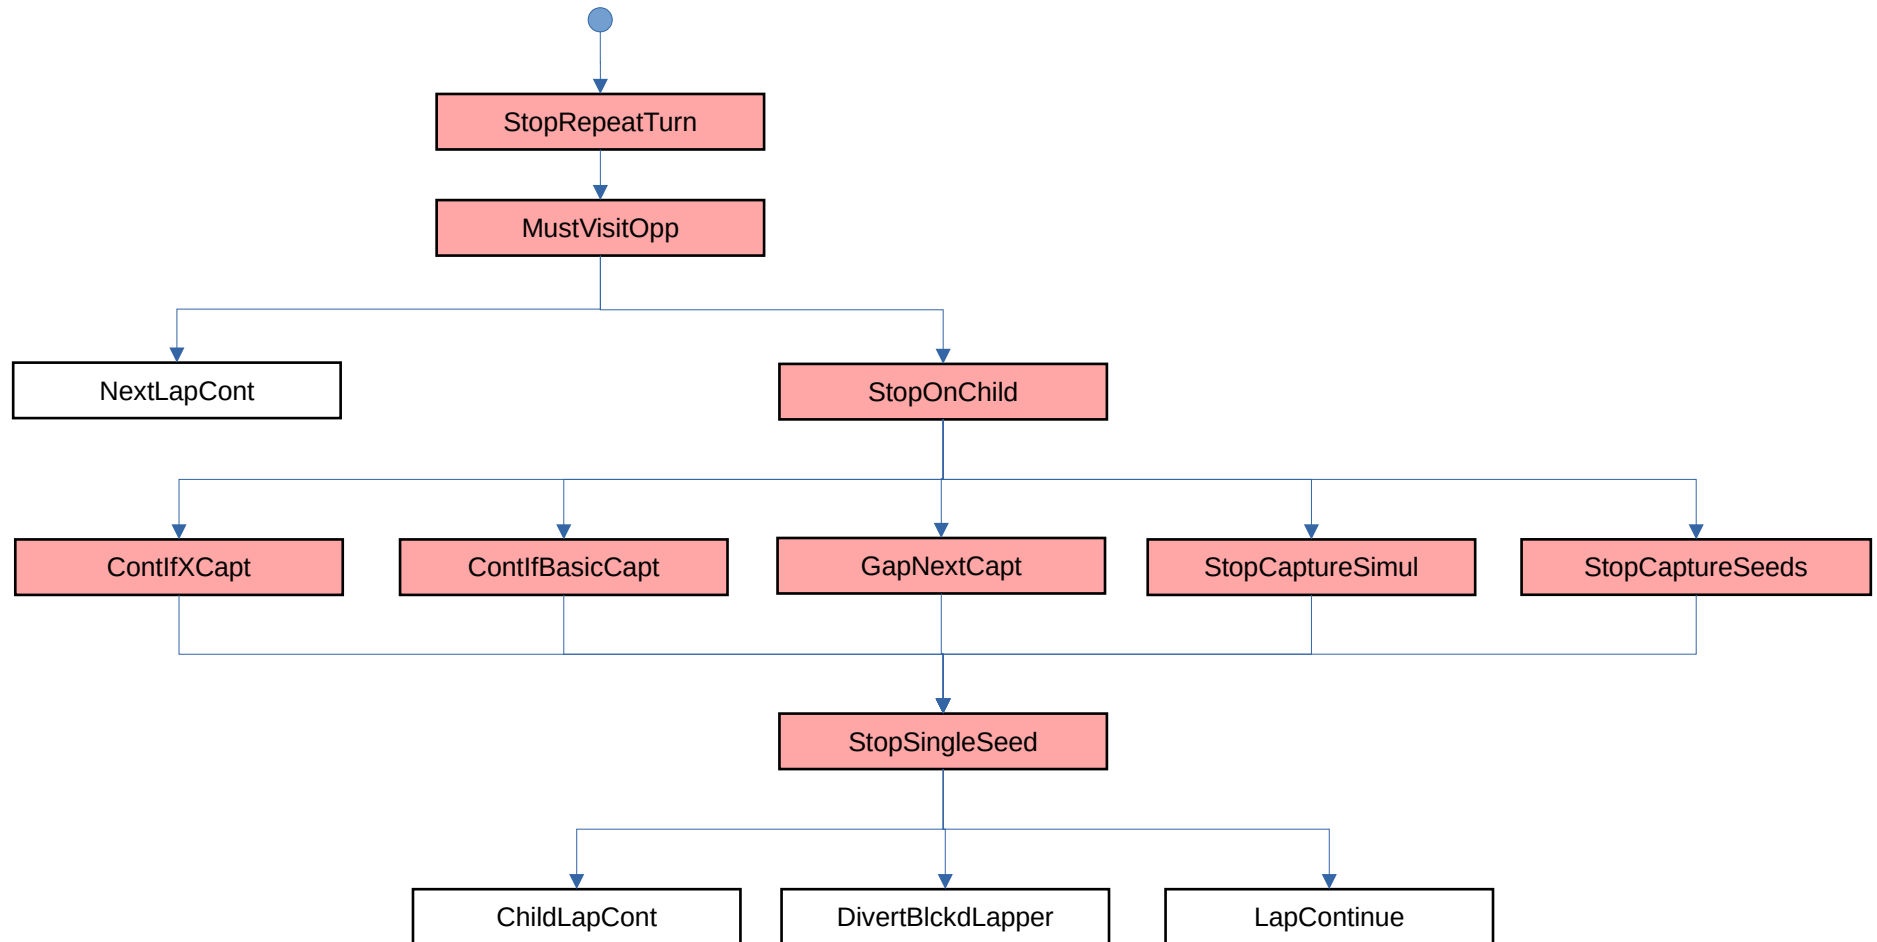 StopRepeatTurn
MustVisitOpp
NextLapCont
StopOnChild
ContIfXCapt
ContIfBasicCapt
GapNextCapt
StopCaptureSimul
StopCaptureSeeds
StopSingleSeed
ChildLapCont
DivertBlckdLapper
LapContinue